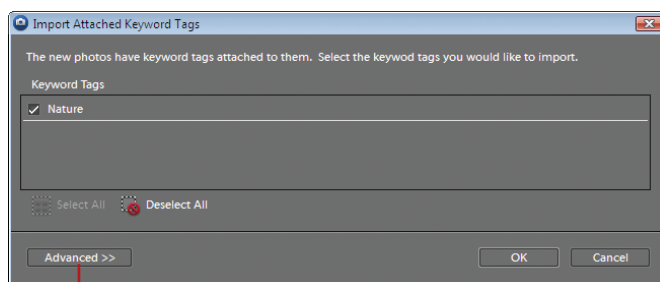 Import Attached Keyword Tags
The new photos have keyword tags attached to them. Select the keywod tags you would like to import.
Keyword Tags
Nature
Select All Deselect All
Advanced >> OK Cancel